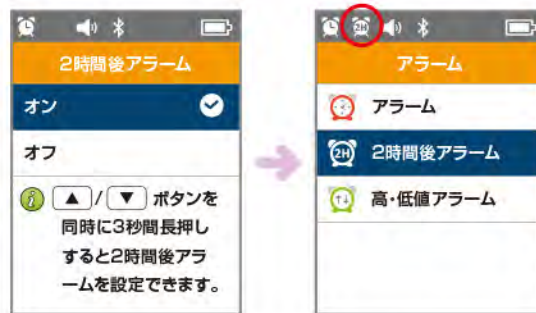 2時間後アラーム
オン
オフ
▲/▼ ボタンを
同時に3秒間長押し
すると2時間後アラ
ームを設定できます。
2H
アラーム
アラーム
2H 2時間後アラーム
高・低値アラーム